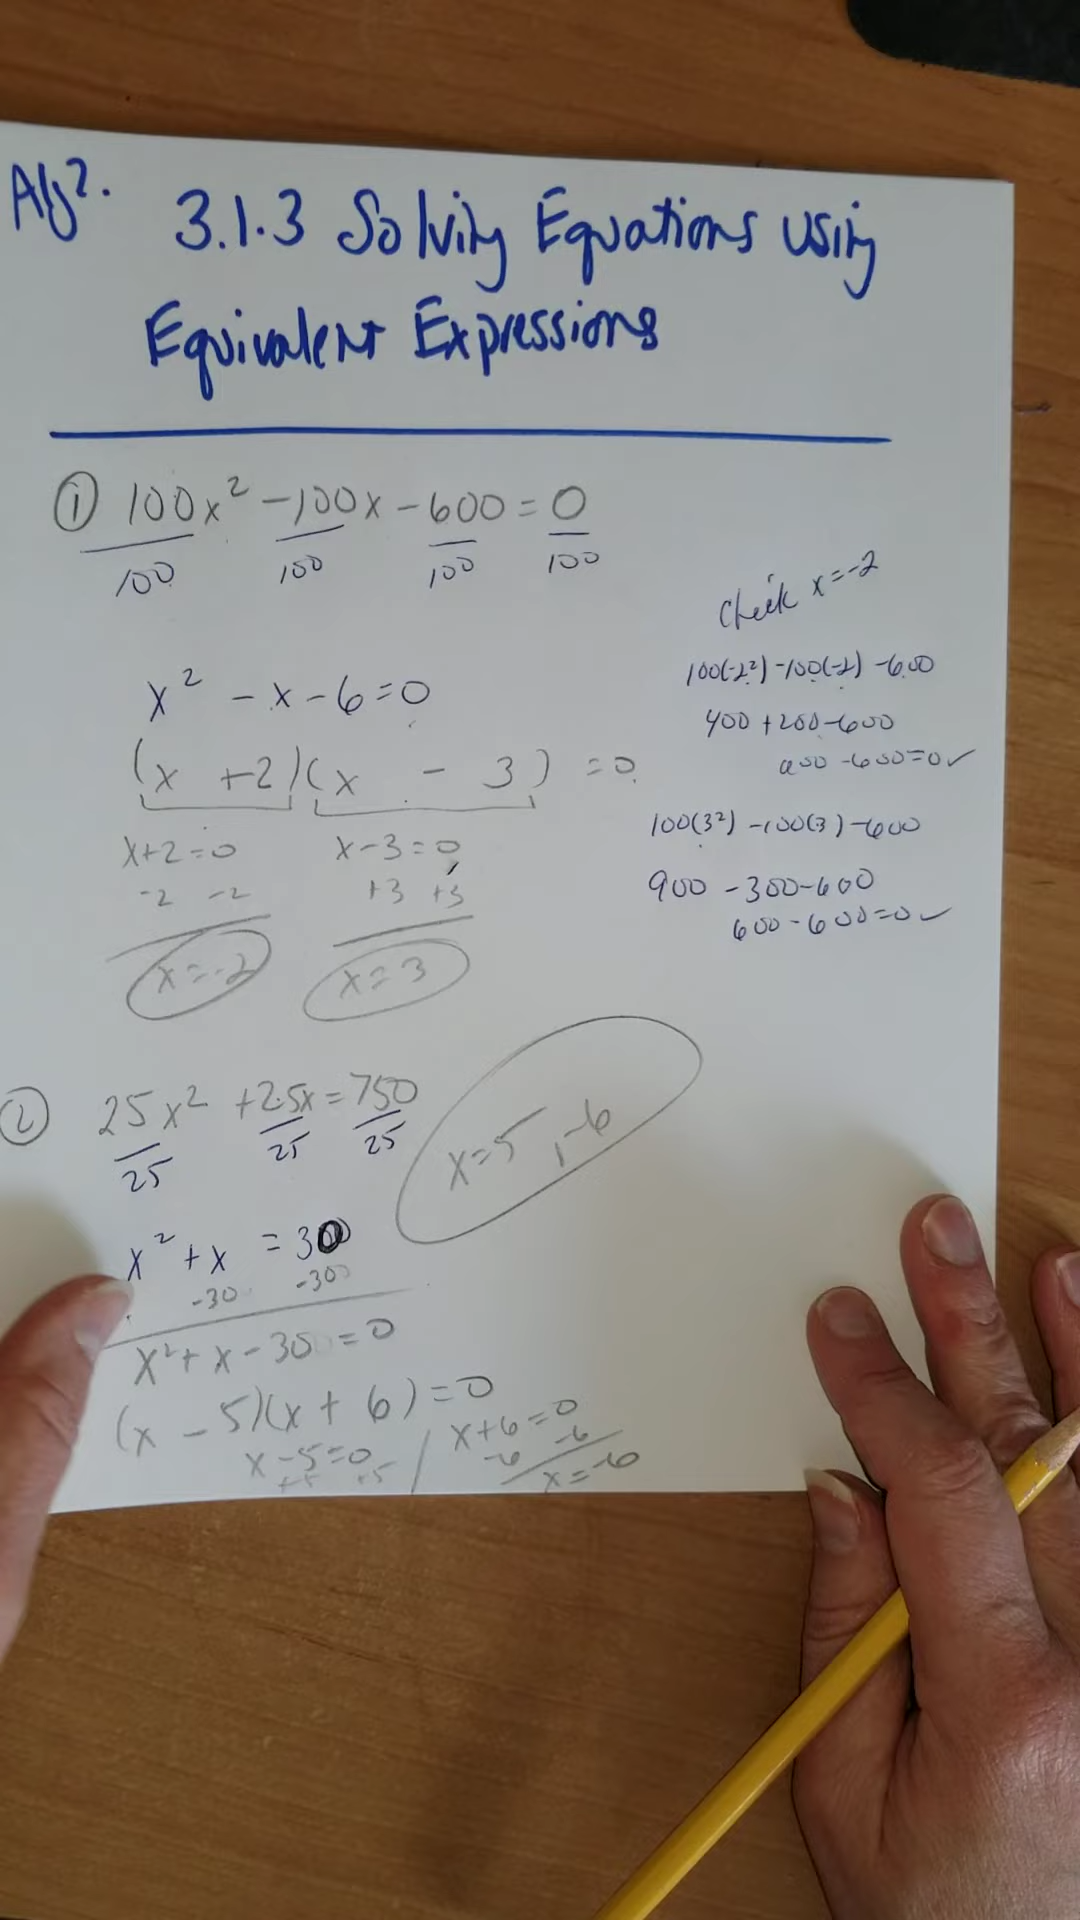 Alg 2.
3.1.3 Solving Equations using
Equivalent Expressions
① 100x² - 100x - 600 = 0
100 100 100 100
x² - x - 6 = 0
(x + 2)(x - 3) = 0
x+2=0 x-3=0
-2 -2 +3 +3
x=-2 x=3
Check x=-2
100(-2²) -100(-2) -600
400 +200-600
600 -600=0✓
100(3²) -100(3) -600
900 -300-600
600-600=0✓
② 25x² +25x = 750
25 25 25
x² + x = 30
-30 -30
x² + x - 30 = 0
(x - 5)(x + 6) = 0
x-5=0 / x+6=0
+5 +5 -6 -6
x=-6
x=5, -6